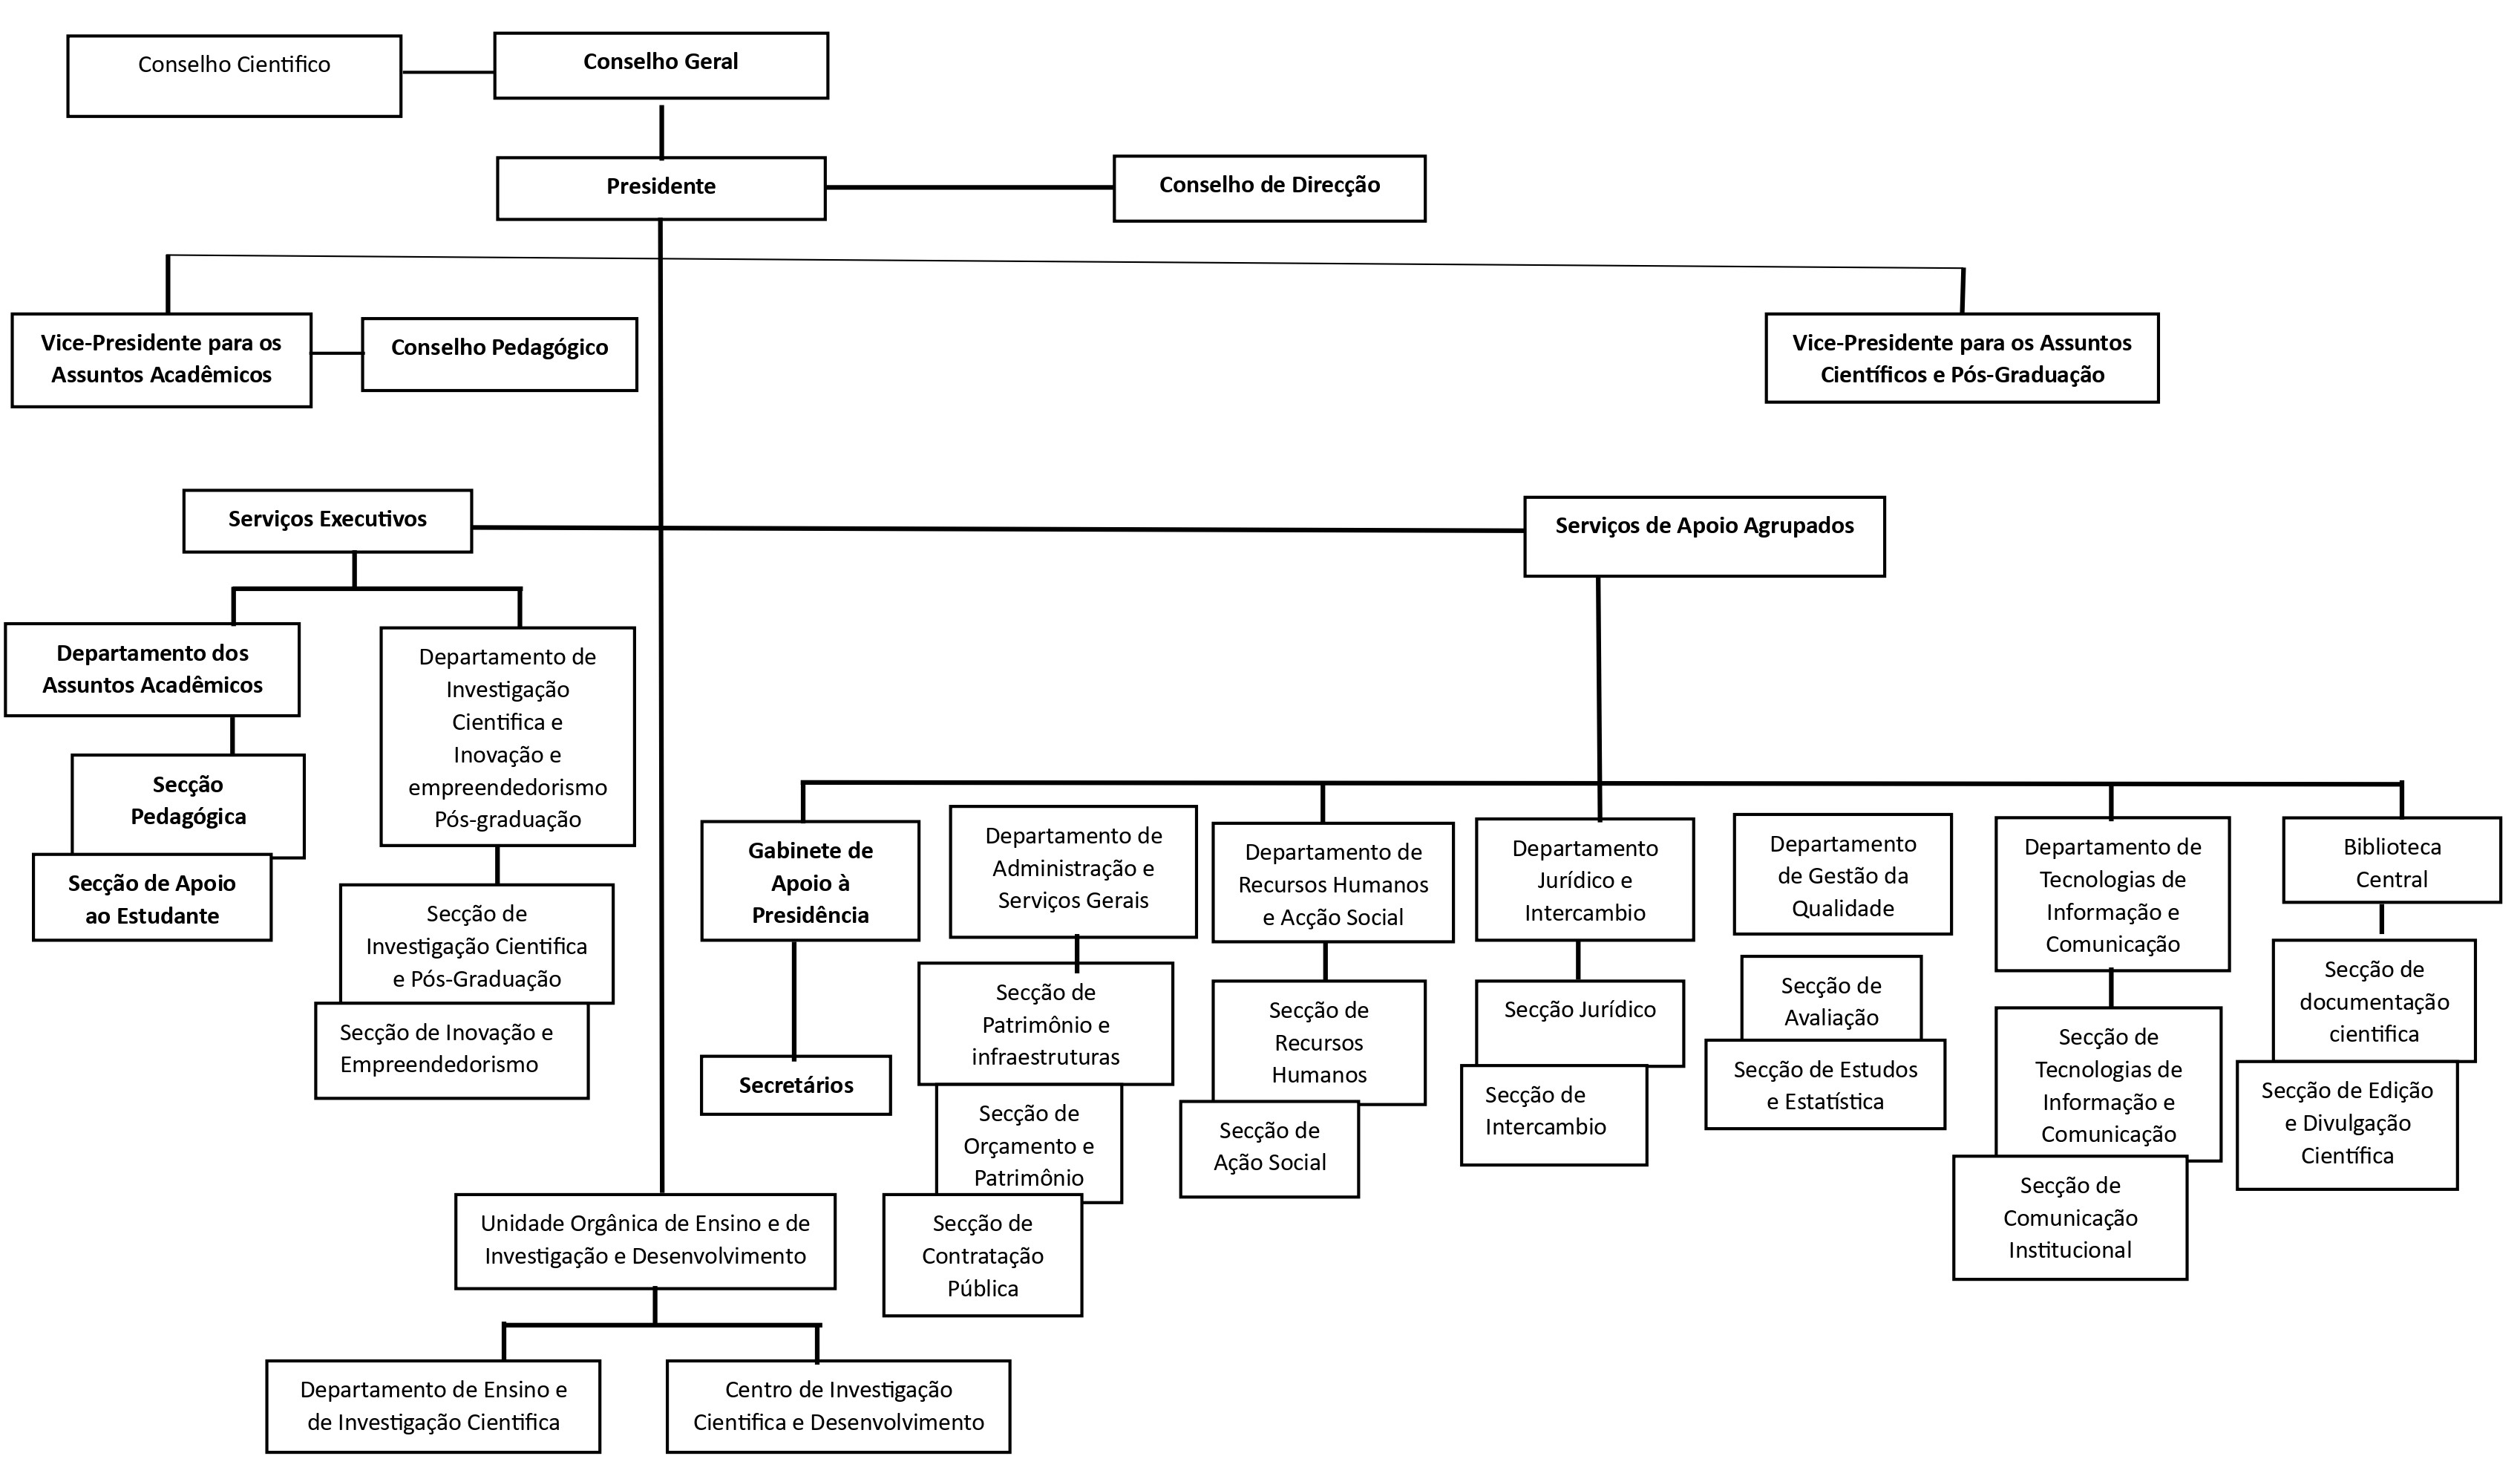 Conselho Cientifico
Conselho Geral
Presidente
Conselho de Direcção
Vice-Presidente para os
Assuntos Acadêmicos
Conselho Pedagógico
Vice-Presidente para os Assuntos
Científicos e Pós-Graduação
Serviços Executivos
Serviços de Apoio Agrupados
Departamento dos
Assuntos Acadêmicos
Secção
Pedagógica
Secção de Apoio
ao Estudante
Departamento de
Investigação
Cientifica e
Inovação e
empreendedorismo
Pós-graduação
Secção de
Investigação Cientifica
e Pós-Graduação
Secção de Inovação e
Empreendedorismo
Gabinete de
Apoio à
Presidência
Secretários
Departamento de
Administração e
Serviços Gerais
Secção de
Patrimônio e
infraestruturas
Secção de
Orçamento e
Patrimônio
Secção de
Contratação
Pública
Departamento de
Recursos Humanos
e Acção Social
Secção de
Recursos
Humanos
Secção de
Ação Social
Departamento
Jurídico e
Intercambio
Secção Jurídico
Secção de
Intercambio
Departamento
de Gestão da
Qualidade
Secção de
Avaliação
Secção de Estudos
e Estatística
Departamento de
Tecnologias de
Informação e
Comunicação
Secção de
Tecnologias de
Informação e
Comunicação
Secção de
Comunicação
Institucional
Biblioteca
Central
Secção de
documentação
cientifica
Secção de Edição
e Divulgação
Científica
Unidade Orgânica de Ensino e de
Investigação e Desenvolvimento
Departamento de Ensino e
de Investigação Cientifica
Centro de Investigação
Cientifica e Desenvolvimento